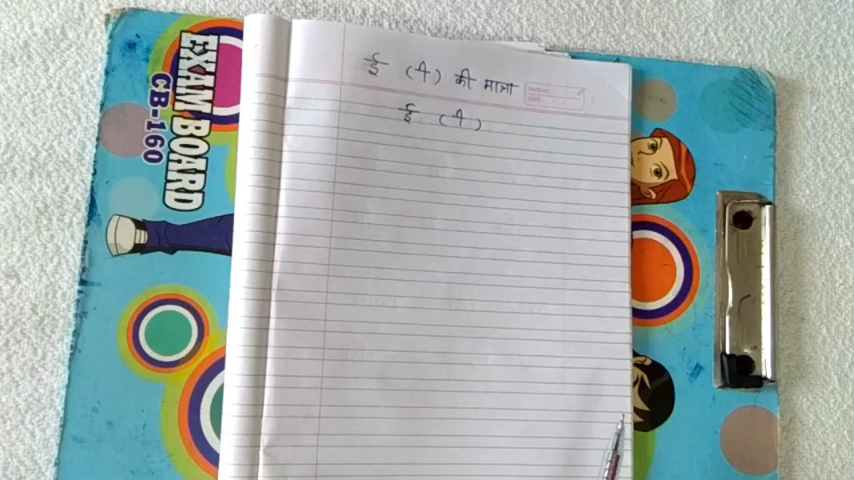 ई ( ी ) की मात्रा
ई ( ी )
EXAM BOARD
CB-160